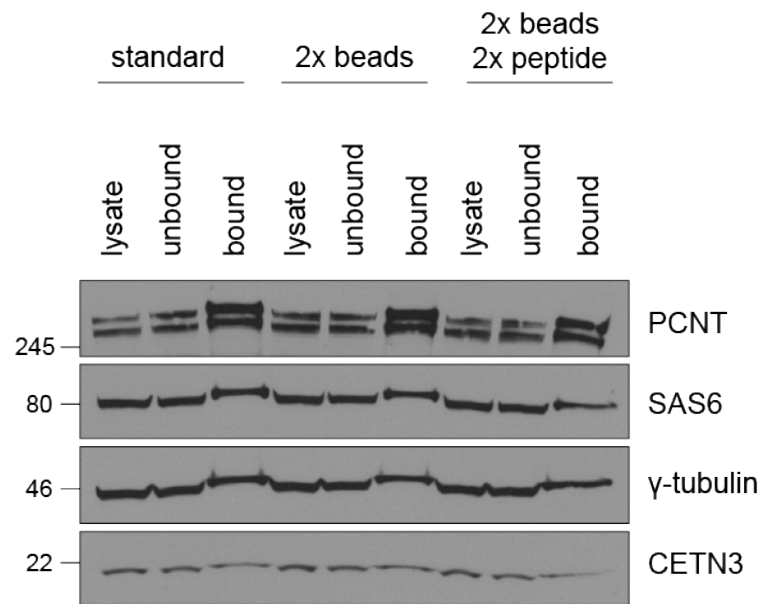 standard
2x beads
2x beads
2x peptide
lysate
unbound
bound
lysate
unbound
bound
lysate
unbound
bound
245
PCNT
80
SAS6
46
γ-tubulin
22
CETN3